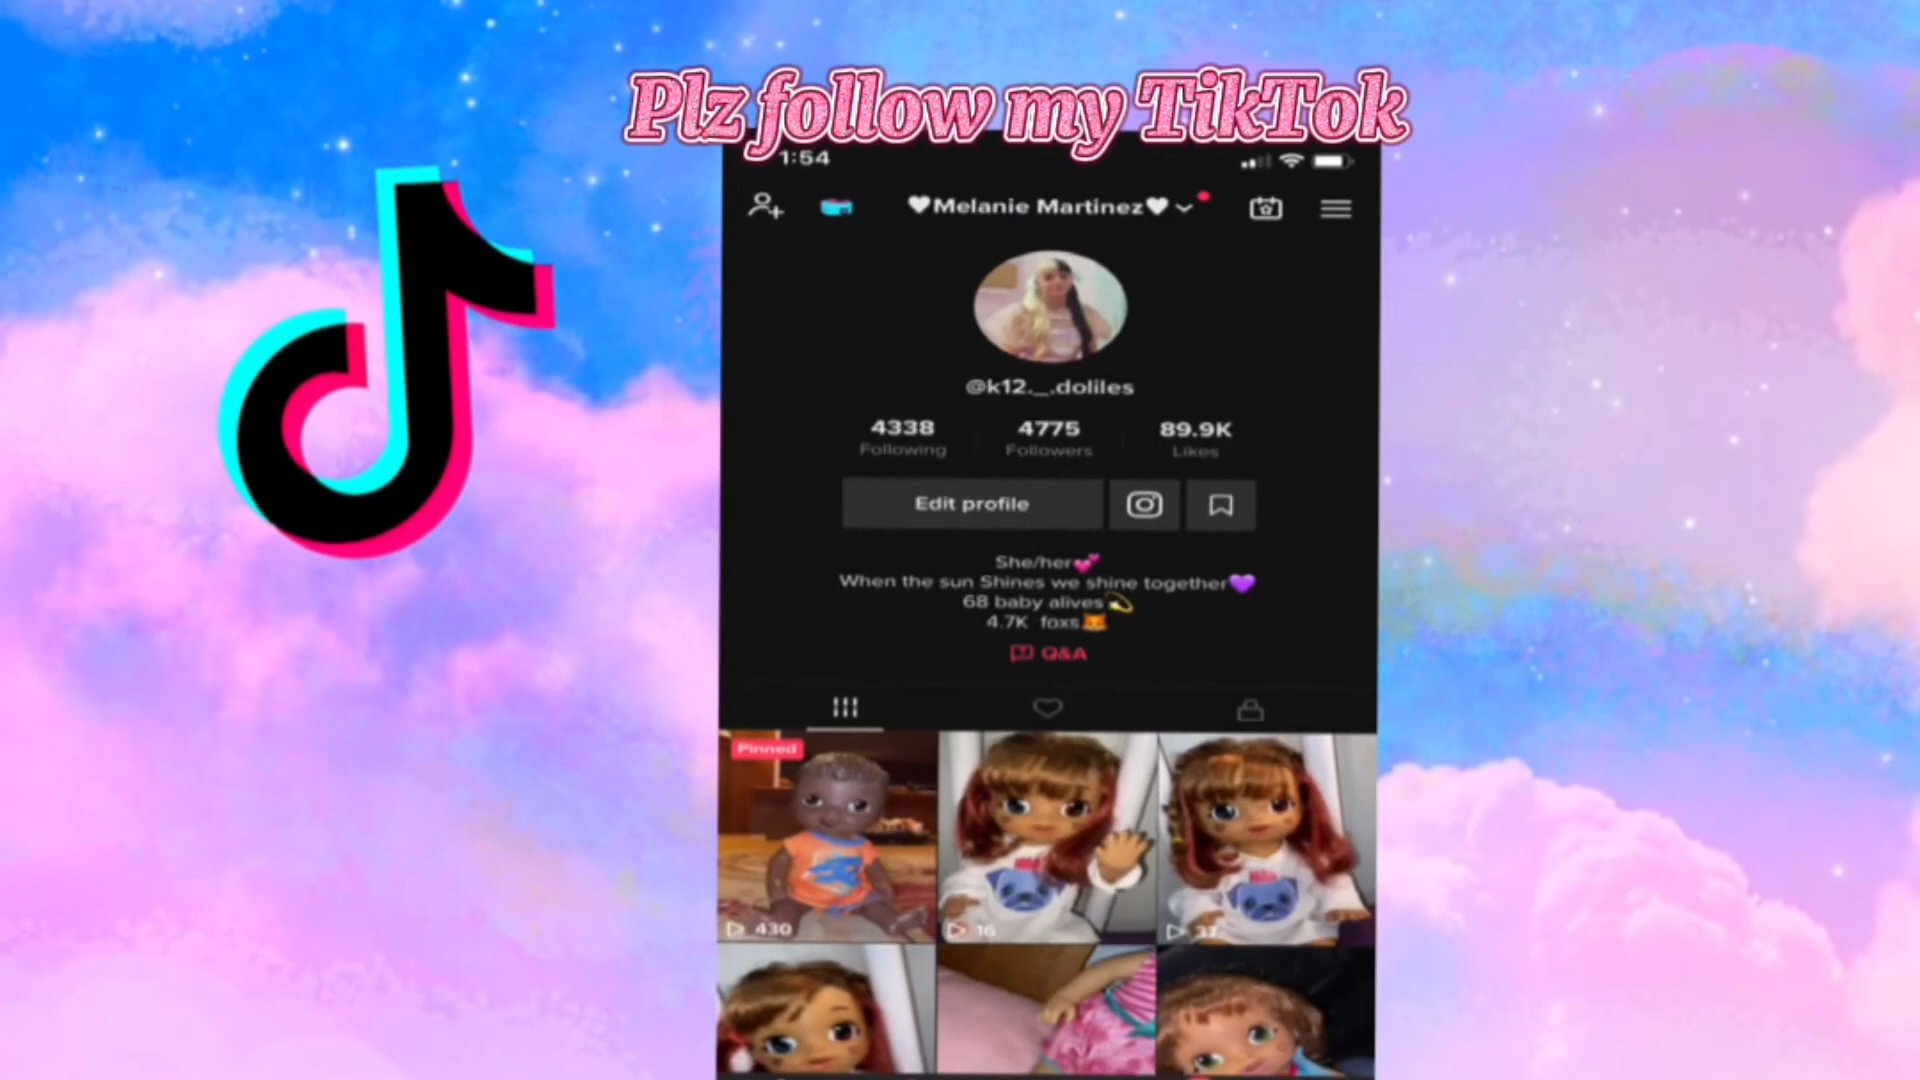 Plz follow my TikTok
1:54
♥Melanie Martinez♥
@k12._.doliles
4338 4775 89.9K
Following Followers Likes
Edit profile
She/her💕
When the sun Shines we shine together💜
68 baby alives💫
4.7K foxs🦊
Q&A
Pinned
430 16 37